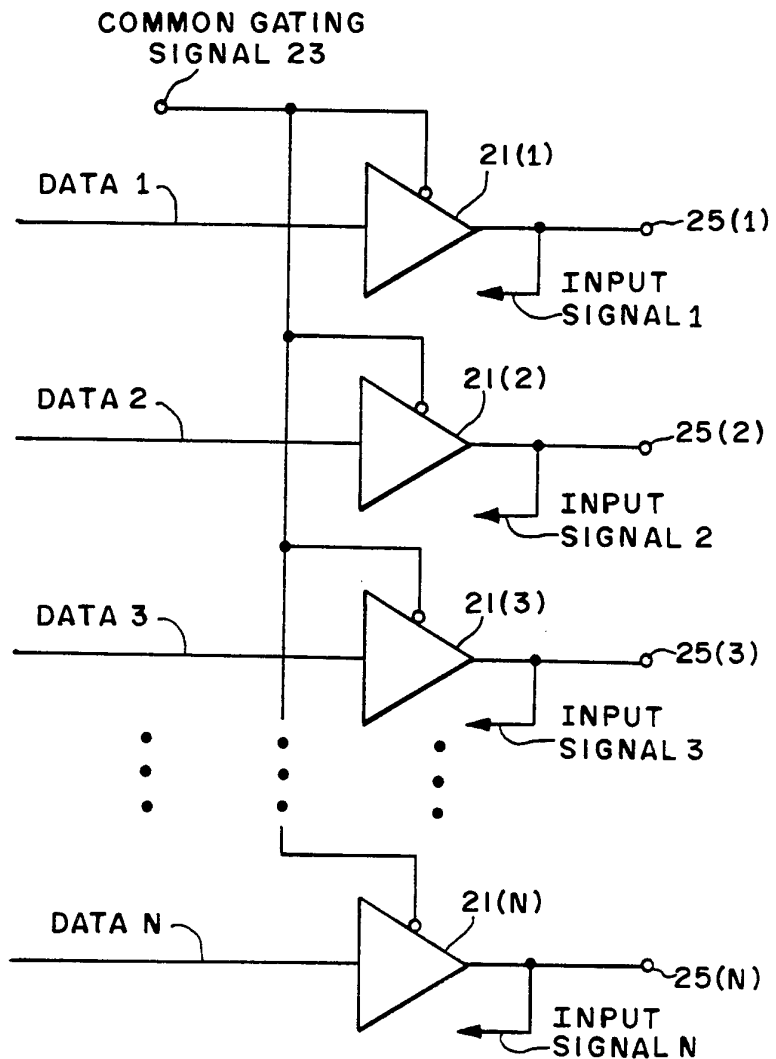 COMMON GATING
SIGNAL 23
21(1)
DATA 1
25(1)
INPUT
SIGNAL 1
21(2)
DATA 2
25(2)
INPUT
SIGNAL 2
21(3)
DATA 3
25(3)
INPUT
SIGNAL 3
21(N)
DATA N
25(N)
INPUT
SIGNAL N